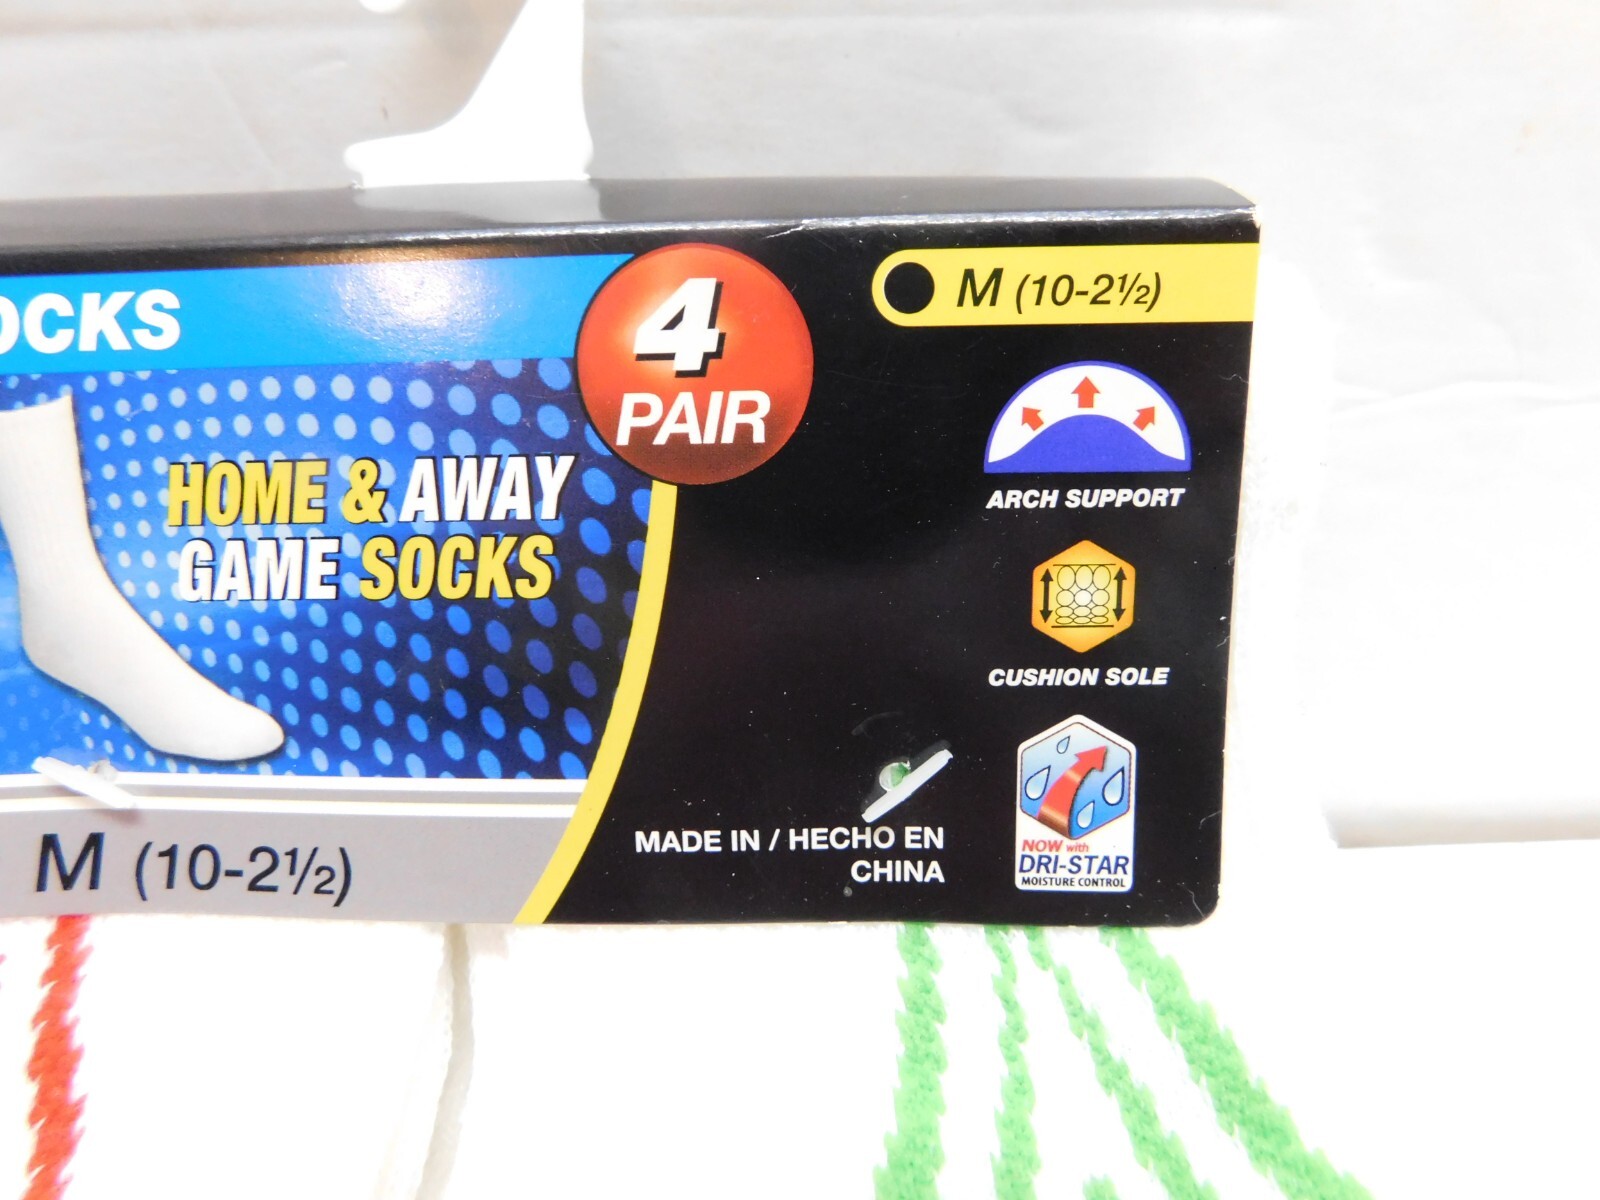 4
PAIR
M (10-2½)
HOME & AWAY
GAME SOCKS
ARCH SUPPORT
CUSHION SOLE
NOW with
DRI-STAR
MOISTURE CONTROL
MADE IN / HECHO EN
CHINA
M (10-2½)